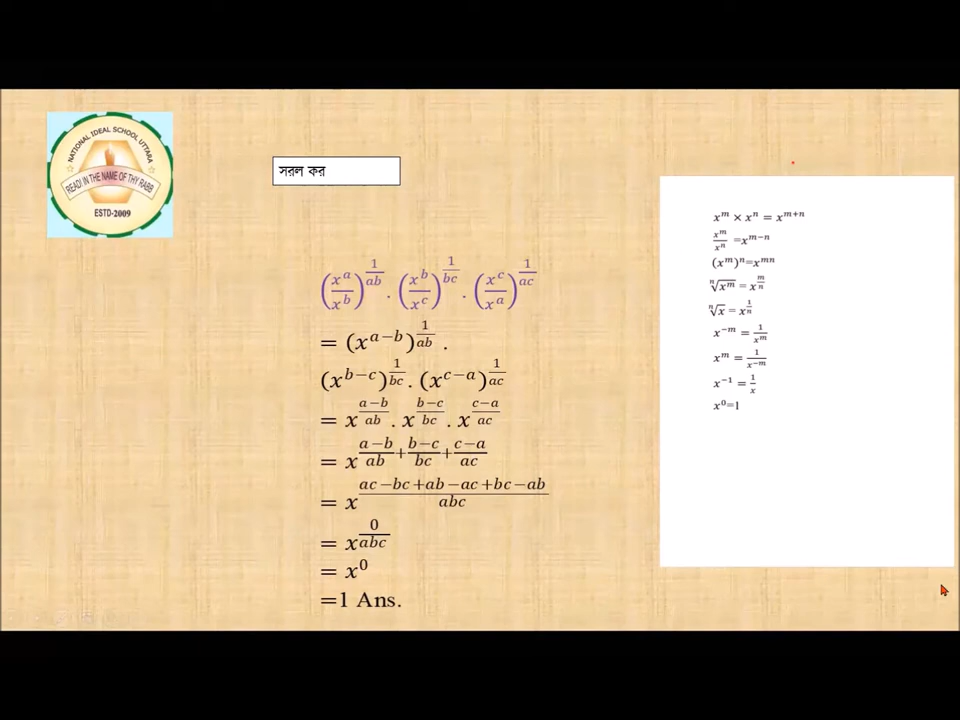 NATIONAL IDEAL SCHOOL UTTARA
READ! IN THE NAME OF THY RABB
ESTD-2009
সরল কর
(x^a/x^b)^(1/ab) . (x^b/x^c)^(1/bc) . (x^c/x^a)^(1/ac)
= (x^(a−b))^(1/ab) .
(x^(b−c))^(1/bc) . (x^(c−a))^(1/ac)
= x^((a−b)/ab) . x^((b−c)/bc) . x^((c−a)/ac)
= x^((a−b)/ab + (b−c)/bc + (c−a)/ac)
= x^((ac−bc+ab−ac+bc−ab)/abc)
= x^(0/abc)
= x^0
=1 Ans.
x^m × x^n = x^(m+n)
x^m/x^n =x^(m−n)
(x^m)^n=x^(mn)
ⁿ√(x^m) = x^(m/n)
ⁿ√x = x^(1/n)
x^(−m) = 1/x^m
x^m = 1/x^(−m)
x^(−1) = 1/x
x^0=1